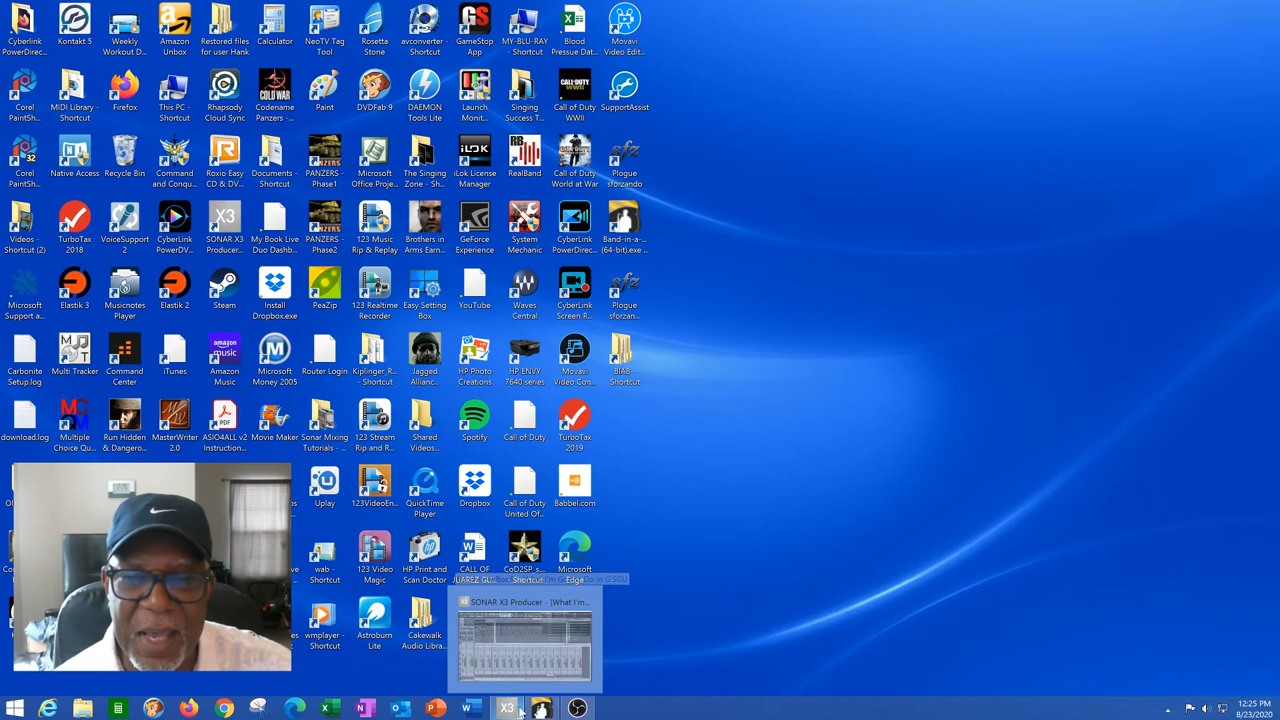 Cyberlink Kontakt 5 Weekly Amazon Restored files Calculator NeoTV Tag Rosetta avconverter - GameStop MY-BLU-RAY Blood Movavi
PowerDirec... Workout D... Unbox for user Hank Tool Stone Shortcut App - Shortcut Pressue Dat... Video Edit...
Corel MIDI Library - Firefox This PC - Rhapsody Codename Paint DVDFab 9 DAEMON Launch Singing Call of Duty SupportAssist
PaintSh... Shortcut Shortcut Cloud Sync Panzers -... Tools Lite Monit... Success T... WWII
Corel Native Access Recycle Bin Command Roxio Easy Documents - PANZERS - Microsoft The Singing iLok License RealBand Call of Duty Plogue
PaintSh... and Conqu... CD & DV... Shortcut Phase1 Office Proje... Zone - Sh... Manager World at War sforzando
Videos - TurboTax VoiceSupport CyberLink SONAR X3 My Book Live PANZERS - 123 Music Brothers in GeForce System CyberLink Band-in-a-...
Shortcut (2) 2018 2 PowerDV... Producer... Duo Dashb... Phase2 Rip & Replay Arms Earn... Experience Mechanic PowerDirec... (64-bit).exe ...
Microsoft Elastik 3 Musicnotes Elastik 2 Steam Install PeaZip 123 Realtime Easy Setting YouTube Waves CyberLink Plogue
Support a... Player Dropbox.exe Recorder Box Central Screen R... sforzan...
Carbonite Multi Tracker Command iTunes Amazon Microsoft Router Login Kiplinger_R... Jagged HP Photo HP ENVY Movavi BIAB -
Setup.log Center Music Money 2005 - Shortcut Allianc... Creations 7640 series Video Con... Shortcut
download.log Multiple Run Hidden MasterWriter ASIO4ALL v2 Movie Maker Sonar Mixing 123 Stream Shared Spotify Call of Duty TurboTax
Choice Qu... & Dangero... 2.0 Instruction... Tutorials - ... Rip and R... Videos... 2019
Uplay 123VideoEn... QuickTime Dropbox Call of Duty Babbel.com
Player United Of...
wab - 123 Video HP Print and CALL OF CoD2SP_s... Microsoft
Shortcut Magic Scan Doctor JUAREZ GU... Shortcut Edge
wmplayer - Astroburn Cakewalk
Shortcut Lite Audio Libra...
SONAR X3 Producer - [What I'm...
X3
12:25 PM
8/23/2020